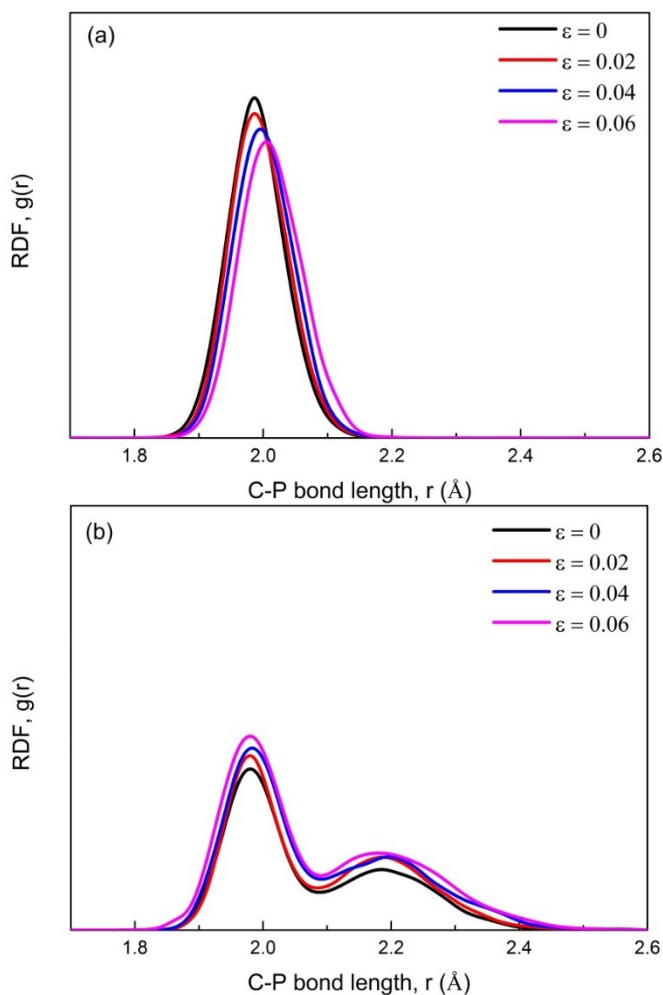 (a)
ε = 0
ε = 0.02
ε = 0.04
ε = 0.06
RDF, g(r)
1.8 2.0 2.2 2.4 2.6
C-P bond length, r (Å)
(b)
ε = 0
ε = 0.02
ε = 0.04
ε = 0.06
RDF, g(r)
1.8 2.0 2.2 2.4 2.6
C-P bond length, r (Å)